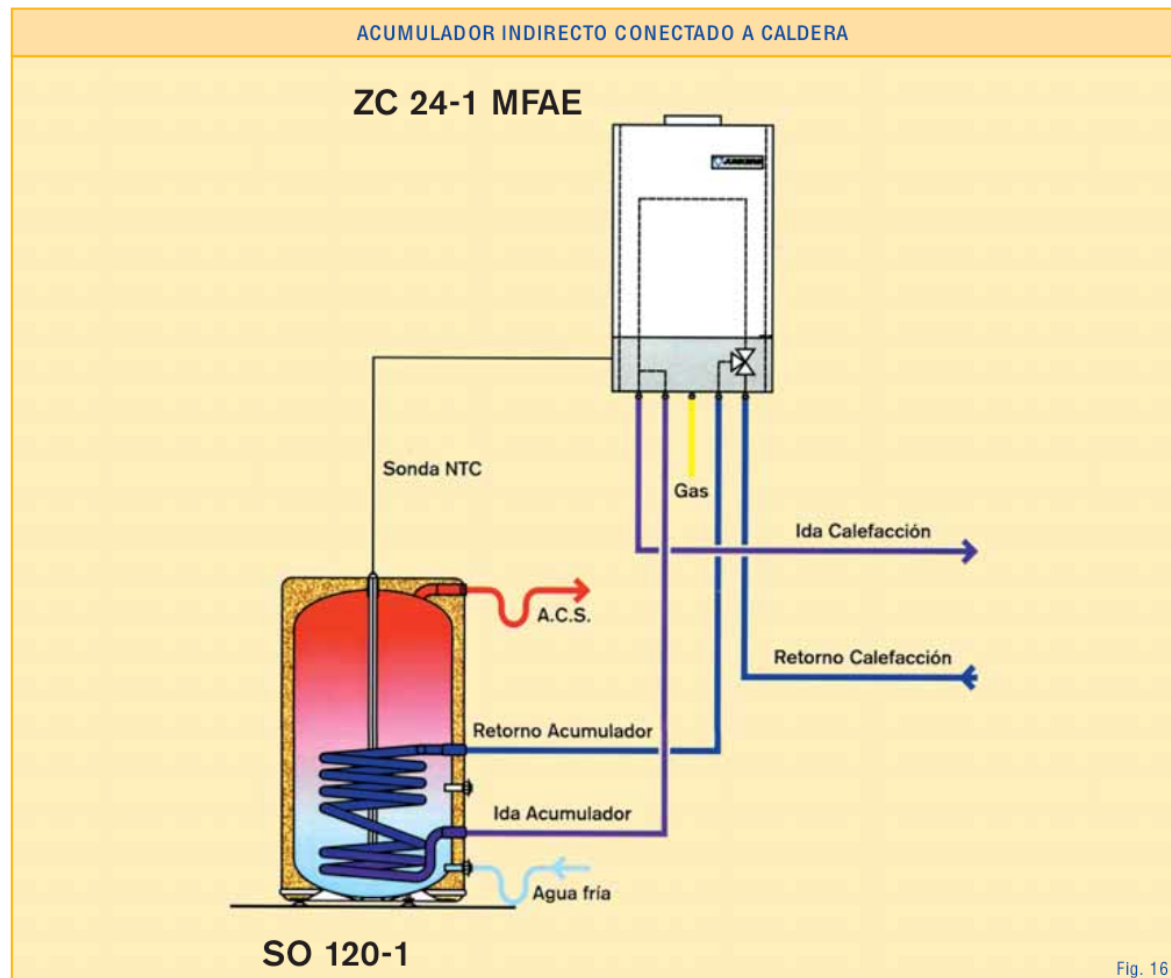 ACUMULADOR INDIRECTO CONECTADO A CALDERA
ZC 24-1 MFAE
JUNKERS
Sonda NTC
Gas
Ida Calefacción
A.C.S.
Retorno Calefacción
Retorno Acumulador
Ida Acumulador
Agua fría
SO 120-1
Fig. 16